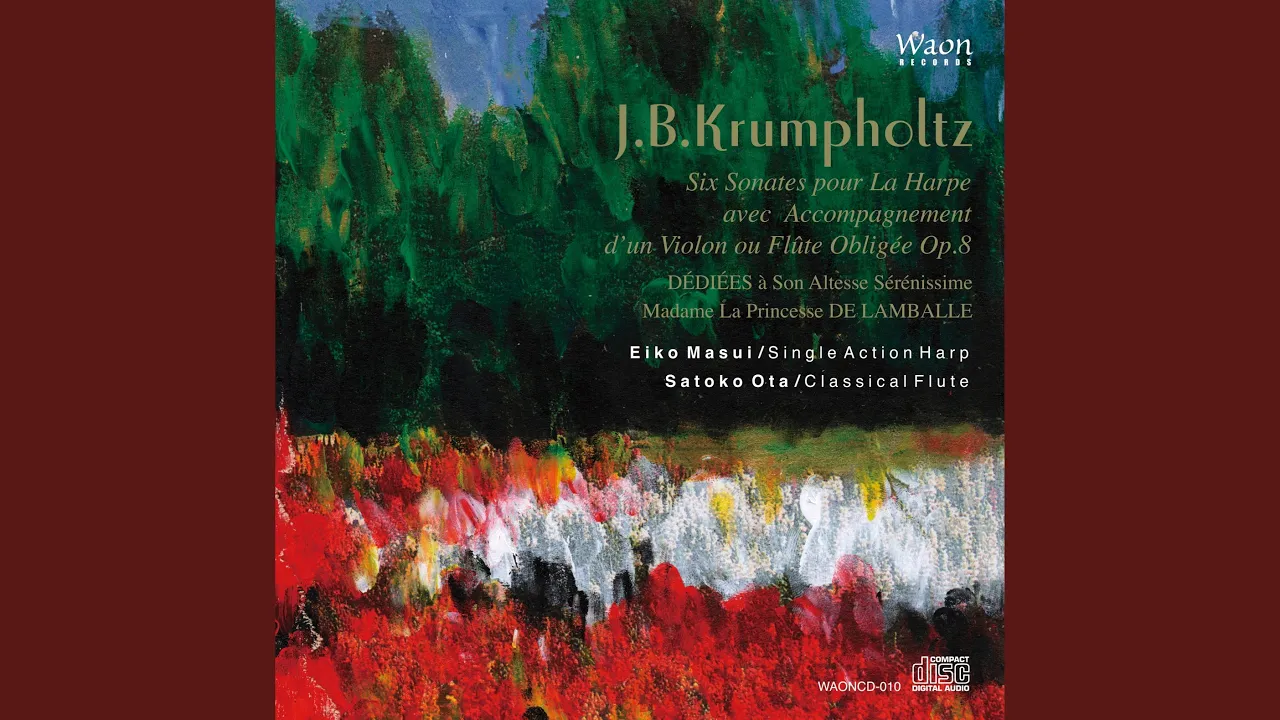 Waon
RECORDS
J.B.Krumpholtz
Six Sonates pour La Harpe
avec Accompagnement
d'un Violon ou Flûte Obligée Op.8
DÉDIÉES à Son Altesse Sérénissime
Madame La Princesse DE LAMBALLE
Eiko Masui/Single Action Harp
Satoko Ota/Classical Flute
COMPACT
disc
DIGITAL AUDIO
WAONCD-010